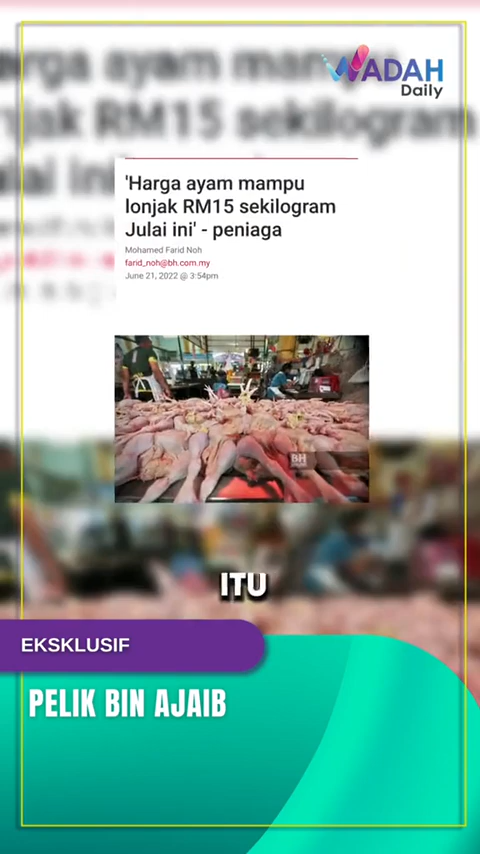 WADAH
Daily
'Harga ayam mampu
lonjak RM15 sekilogram
Julai ini' - peniaga
Mohamed Farid Noh
farid_noh@bh.com.my
June 21, 2022 @ 3:54pm
BH
ITU
EKSKLUSIF
PELIK BIN AJAIB